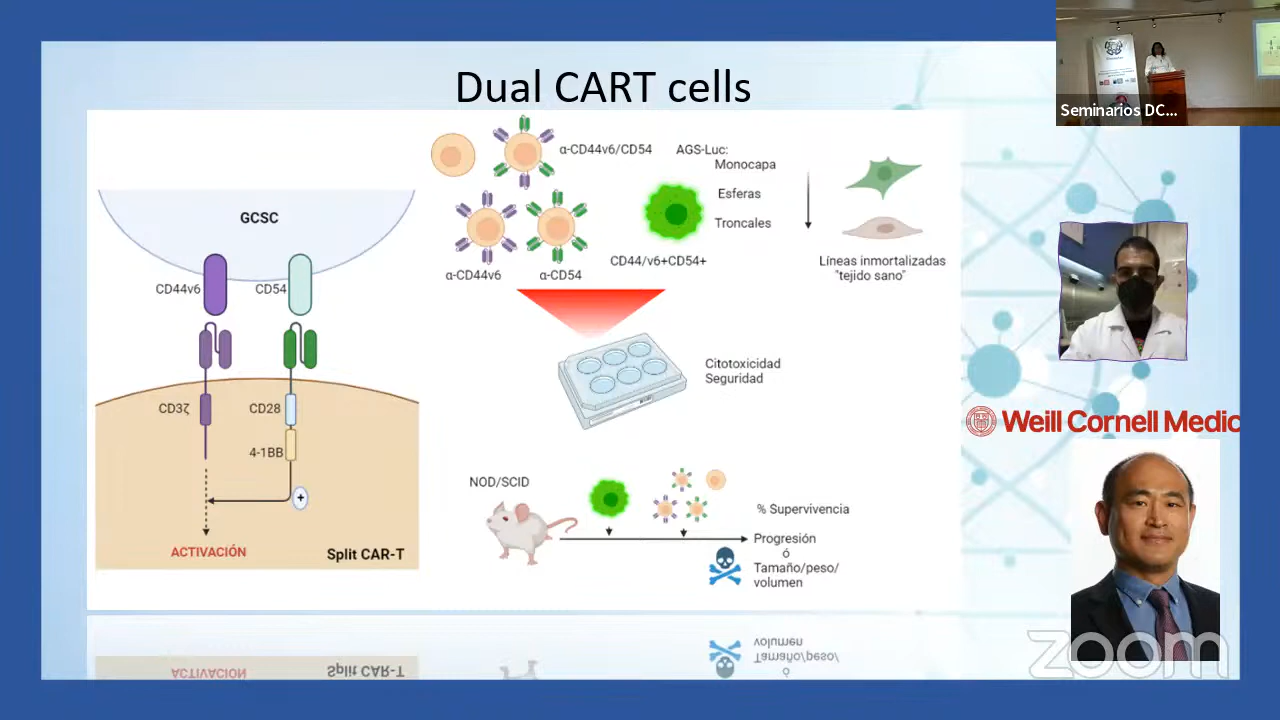 Dual CART cells
Seminarios DC...
GCSC
CD44v6
CD54
CD3ζ
CD28
4-1BB
+
ACTIVACIÓN
Split CAR-T
α-CD44v6/CD54
α-CD44v6
α-CD54
AGS-Luc:
Monocapa
Esferas
Troncales
CD44/v6+CD54+
Líneas inmortalizadas
"tejido sano"
Citotoxicidad
Seguridad
NOD/SCID
% Supervivencia
Progresión
ó
Tamaño/peso/
volumen
Weill Cornell Medic
zoom